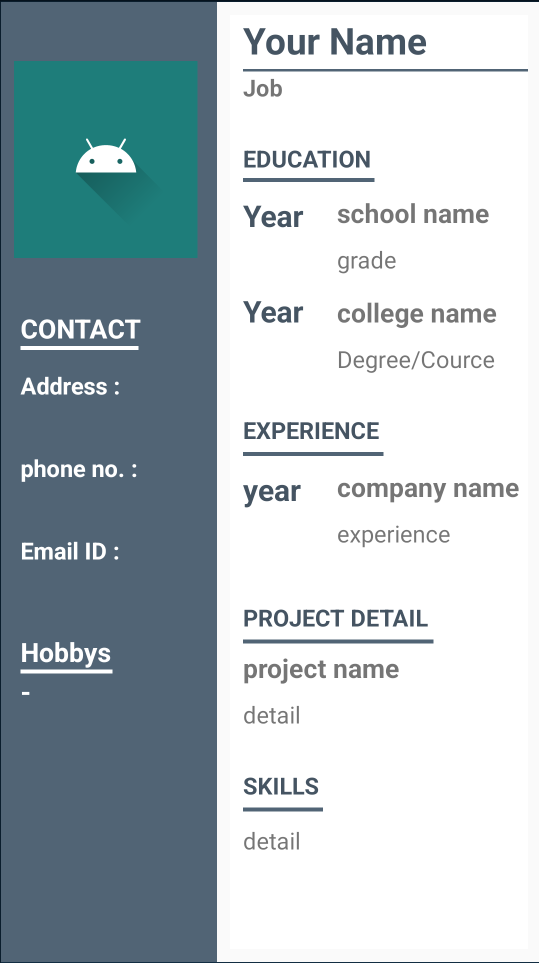 CONTACT
Address :
phone no. :
Email ID :
Hobbys
-
Your Name
Job
EDUCATION
Year school name
grade
Year college name
Degree/Cource
EXPERIENCE
year company name
experience
PROJECT DETAIL
project name
detail
SKILLS
detail